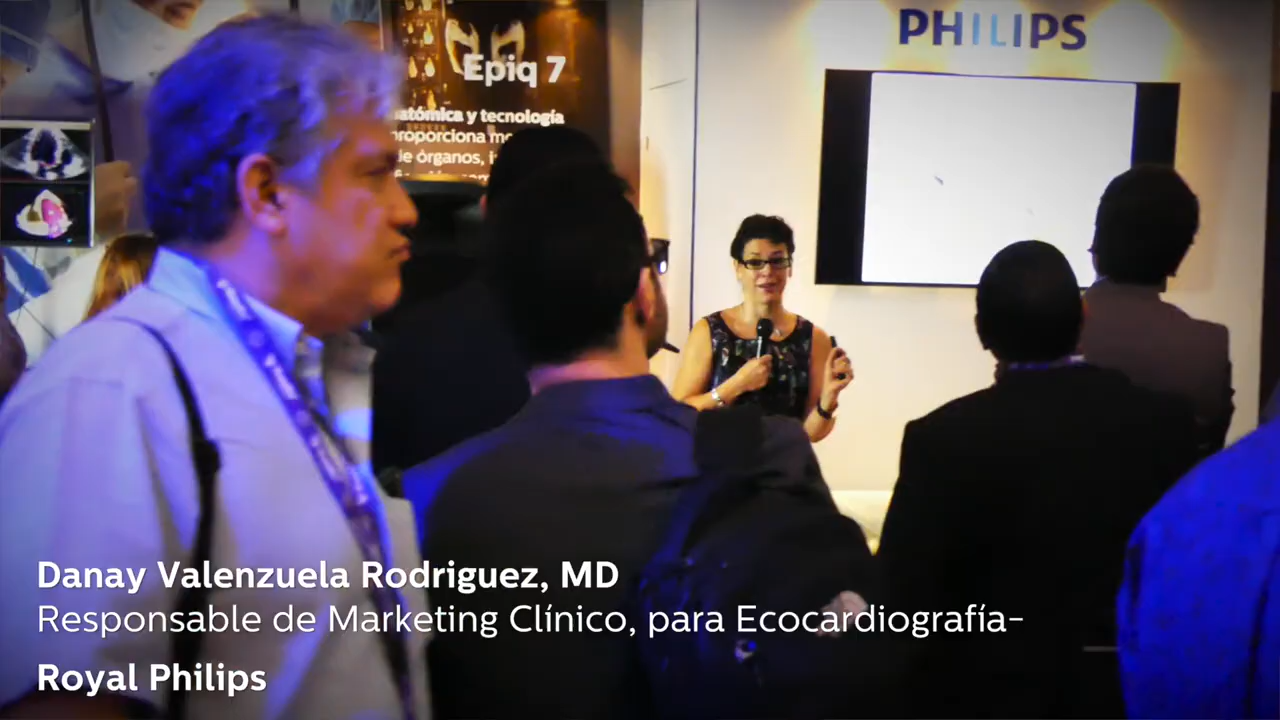 PHILIPS
Epiq 7
atómica y tecnología
proporciona
de órganos,
Danay Valenzuela Rodriguez, MD
Responsable de Marketing Clínico, para Ecocardiografía-
Royal Philips